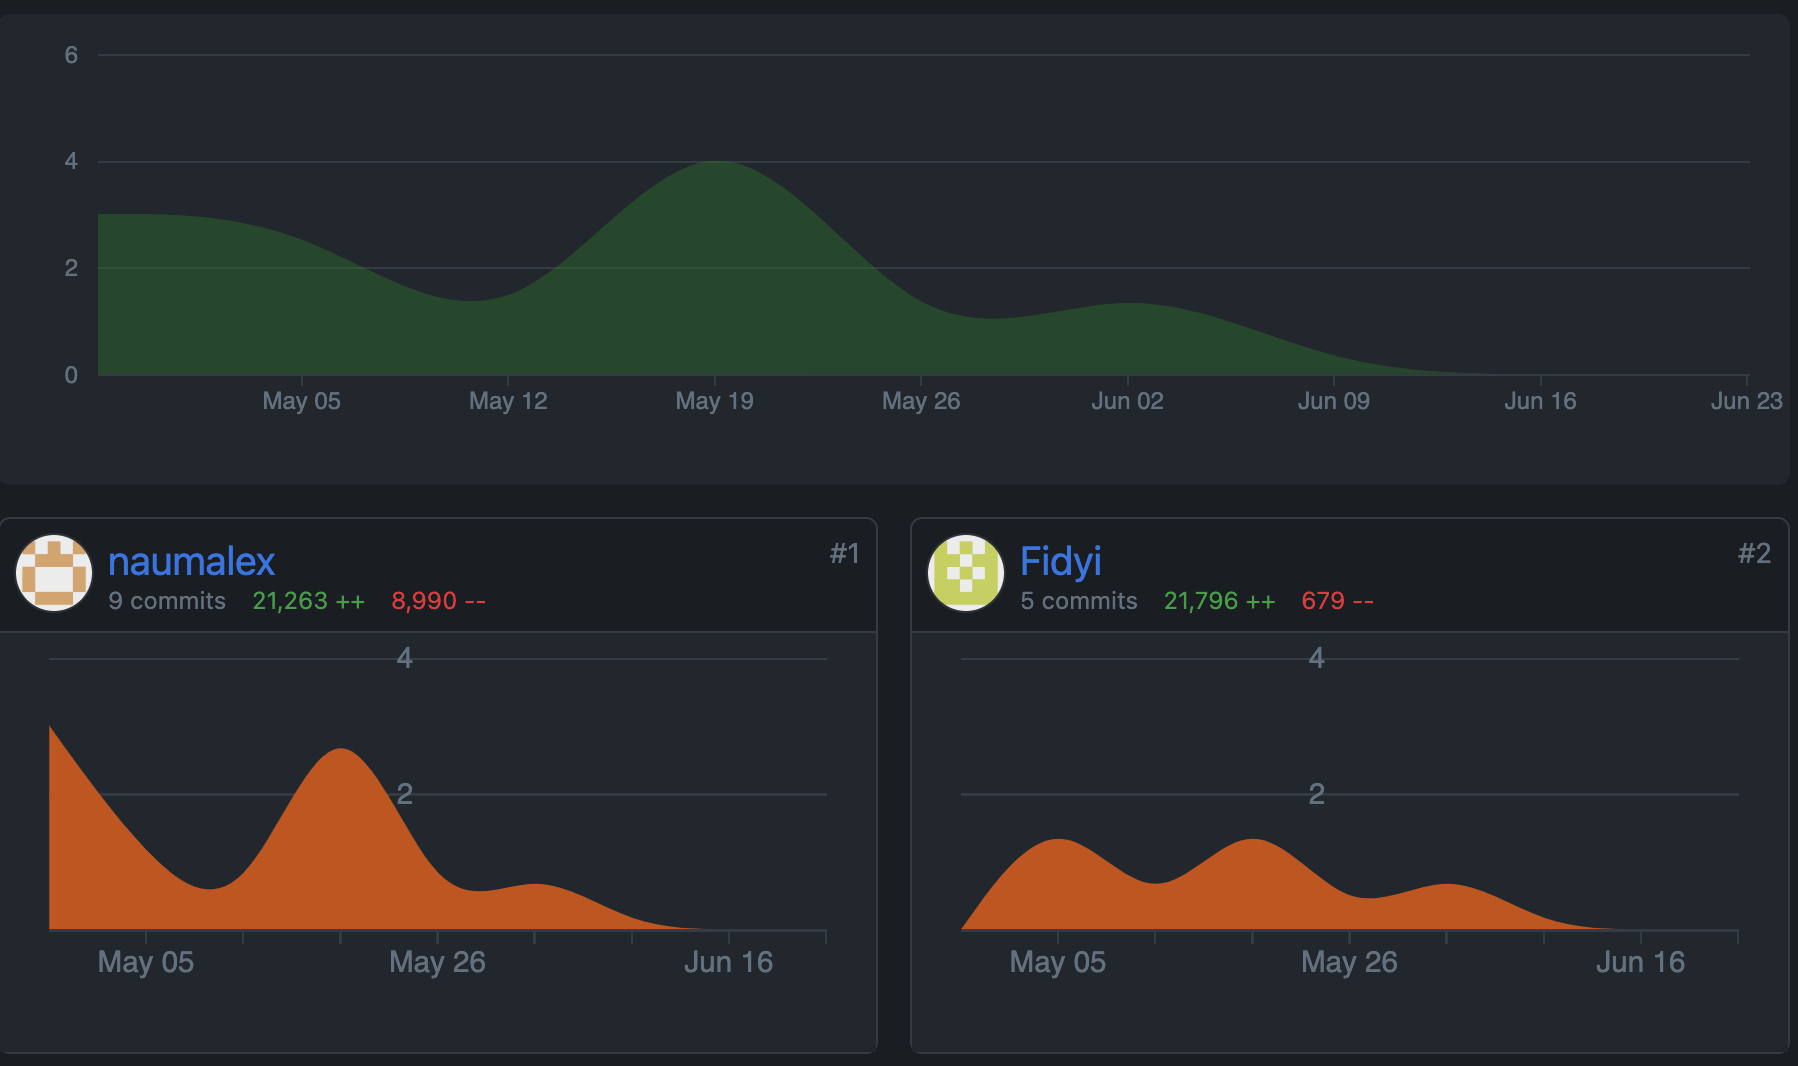 6
4
2
0
May 05 May 12 May 19 May 26 Jun 02 Jun 09 Jun 16 Jun 23
naumalex #1
9 commits 21,263 ++ 8,990 --
4
2
May 05 May 26 Jun 16
Fidyi #2
5 commits 21,796 ++ 679 --
4
2
May 05 May 26 Jun 16